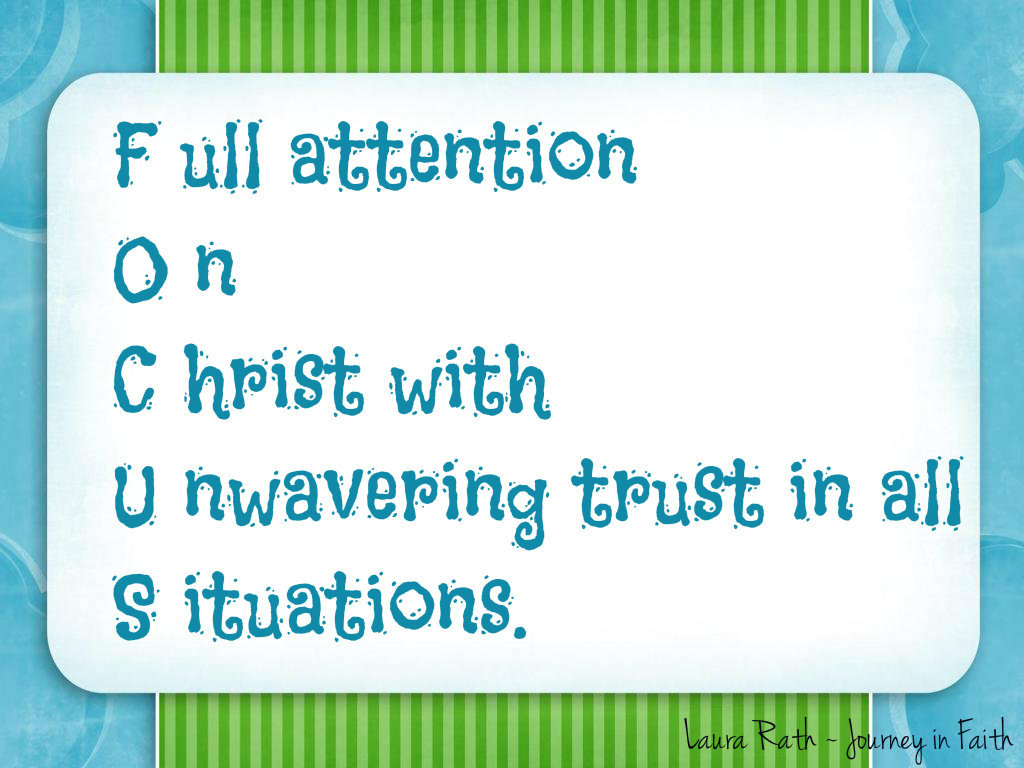 F ull attention
O n
C hrist with
U nwavering trust in all
S ituations.
Laura Rath ~ Journey in Faith